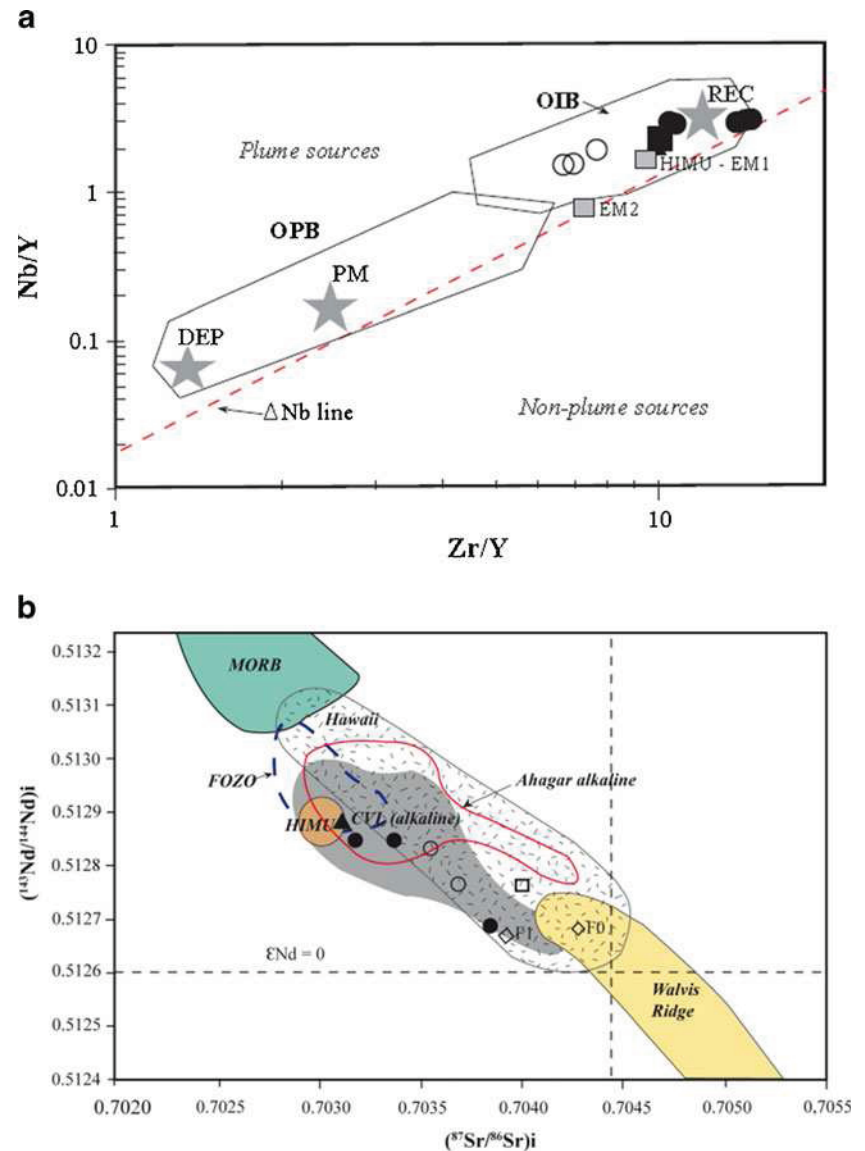 a
10
OIB
REC
Plume sources
HIMU - EM1
1
EM2
OPB
Nb/Y
PM
0.1
DEP
Non-plume sources
Δ Nb line
0.01
1
10
Zr/Y
b
0.5132
MORB
0.5131
Hawaii
0.5130
FOZO
Ahagar alkaline
0.5129
HIMU
CVL (alkaline)
(¹⁴³Nd/¹⁴⁴Nd)i
0.5128
0.5127
F1
F0
εNd = 0
0.5126
Walvis
Ridge
0.5125
0.5124
0.7020
0.7025
0.7030
0.7035
0.7040
0.7045
0.7050
0,7055
(⁸⁷Sr/⁸⁶Sr)i